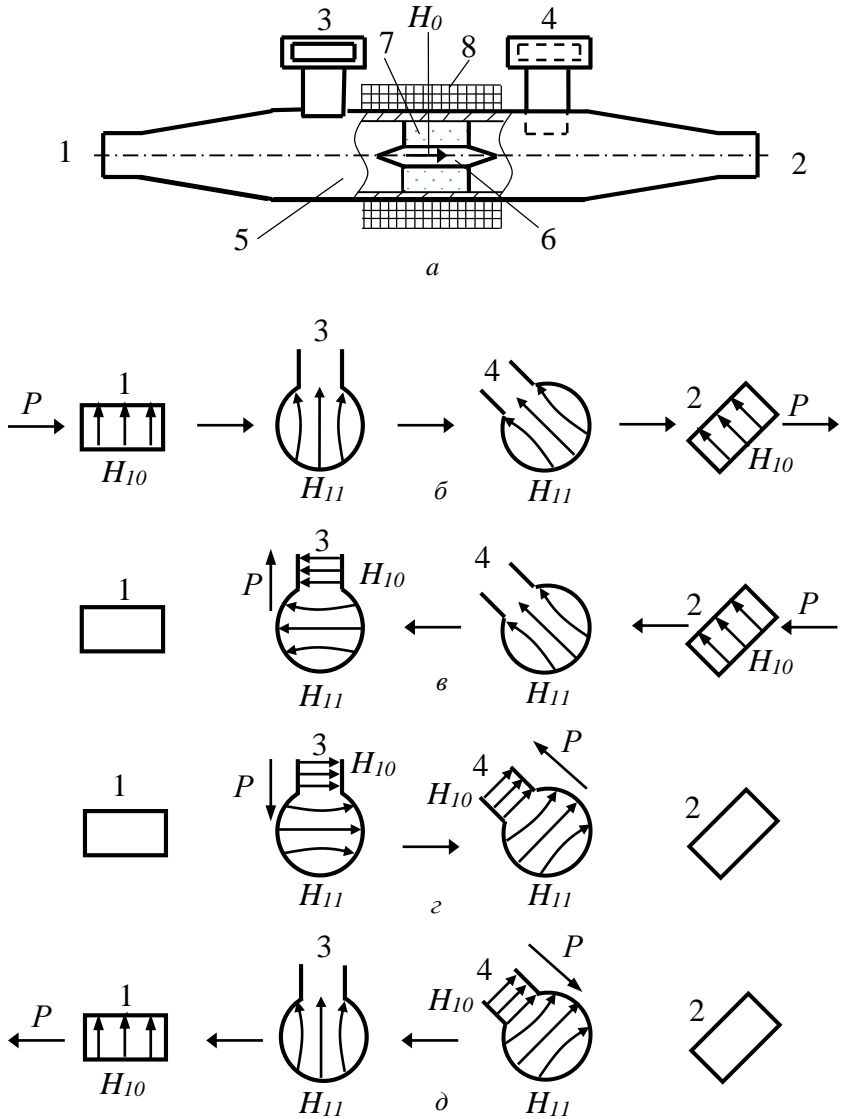 H₀
3 4
7 8
1 2
5 6
а
3
P 1 4 2 P
H₁₀ H₁₁ б H₁₁ H₁₀
3
1 P H₁₀ 4 2 P
H₁₁ в H₁₁ H₁₀
3 P
1 P H₁₀ 4 2
H₁₀
H₁₁ г H₁₁
3 P
P 1 4 2
H₁₀
H₁₀ H₁₁ д H₁₁